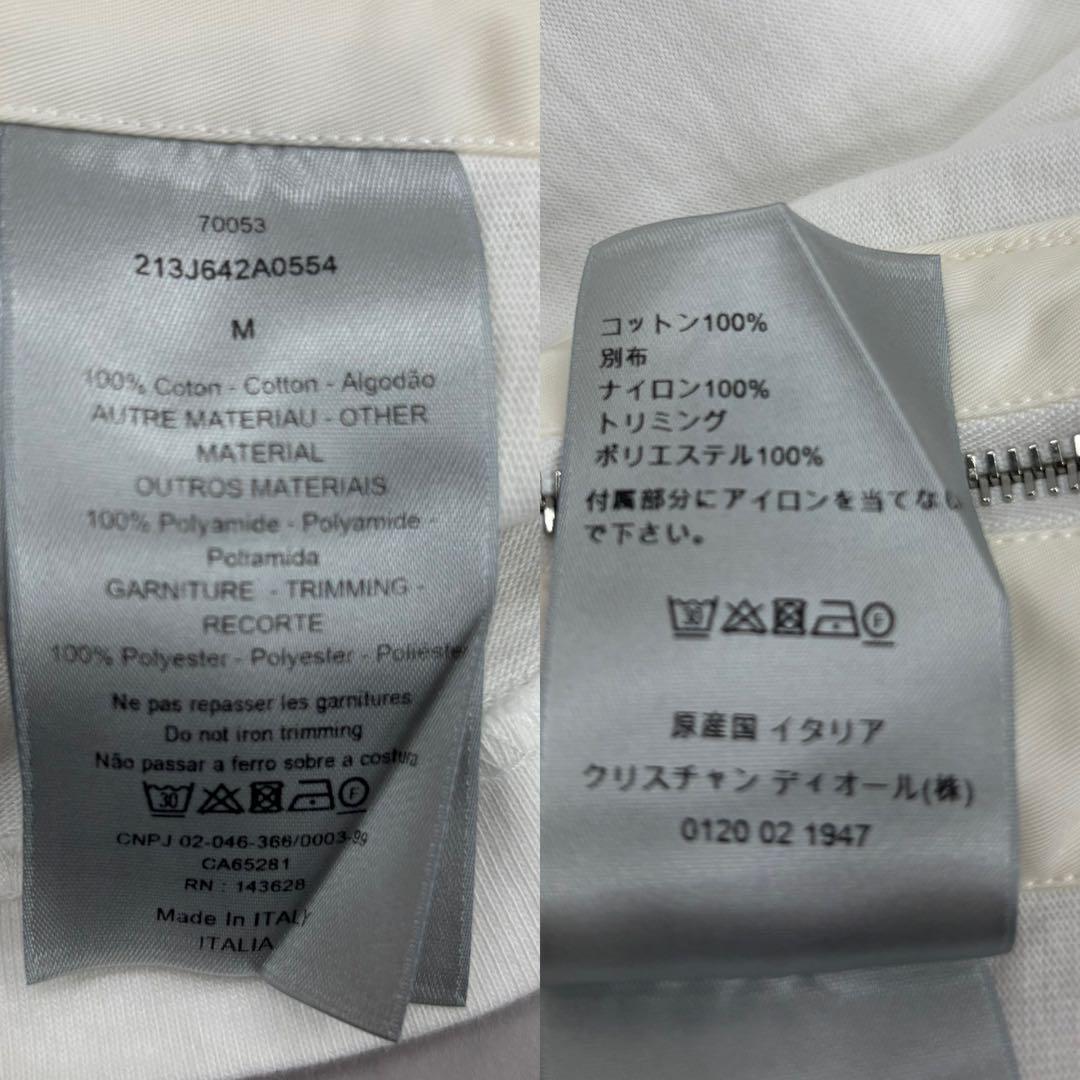 70053
213J642A0554
M
100% Coton - Cotton - Algodão
AUTRE MATERIAU - OTHER
MATERIAL
OUTROS MATERIAIS
100% Polyamide - Polyamide -
Poliamida
GARNITURE - TRIMMING -
RECORTE
100% Polyester - Polyester - Poliéster
Ne pas repasser les garnitures
Do not iron trimming
Não passar a ferro sobre a costura
30 F
CNPJ 02-046-366/0003-99
CA65281
RN : 143628
Made In ITALY
ITALIA
コットン100%
別布
ナイロン100%
トリミング
ポリエステル100%
付属部分にアイロンを当てない
で下さい。
30 F
原産国 イタリア
クリスチャン ディオール(株)
0120 02 1947